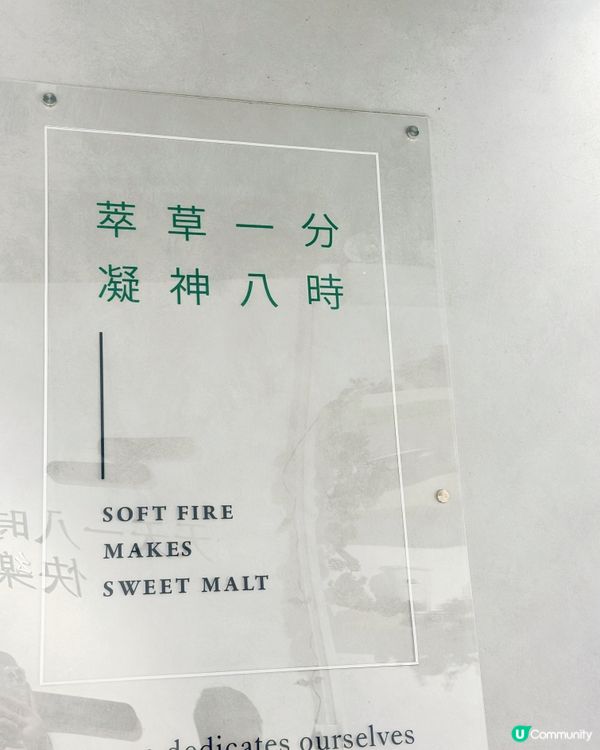 萃草一分
凝神八時
SOFT FIRE
MAKES
SWEET MALT
dedicates ourselves
U Community